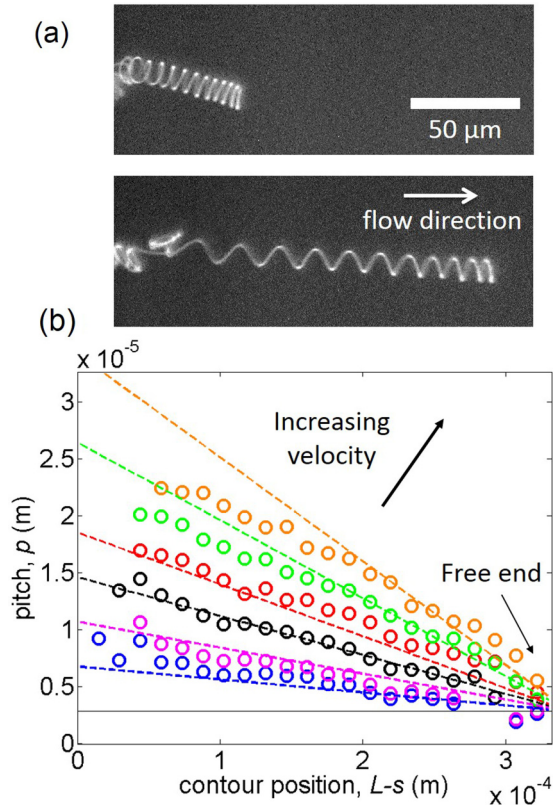 (a)
50 µm
flow direction
(b)
x 10⁻⁵
3
2.5
2
1.5
1
0.5
0
pitch, p (m)
Increasing
velocity
Free end
0
1
2
3
contour position, L-s (m)
x 10⁻⁴